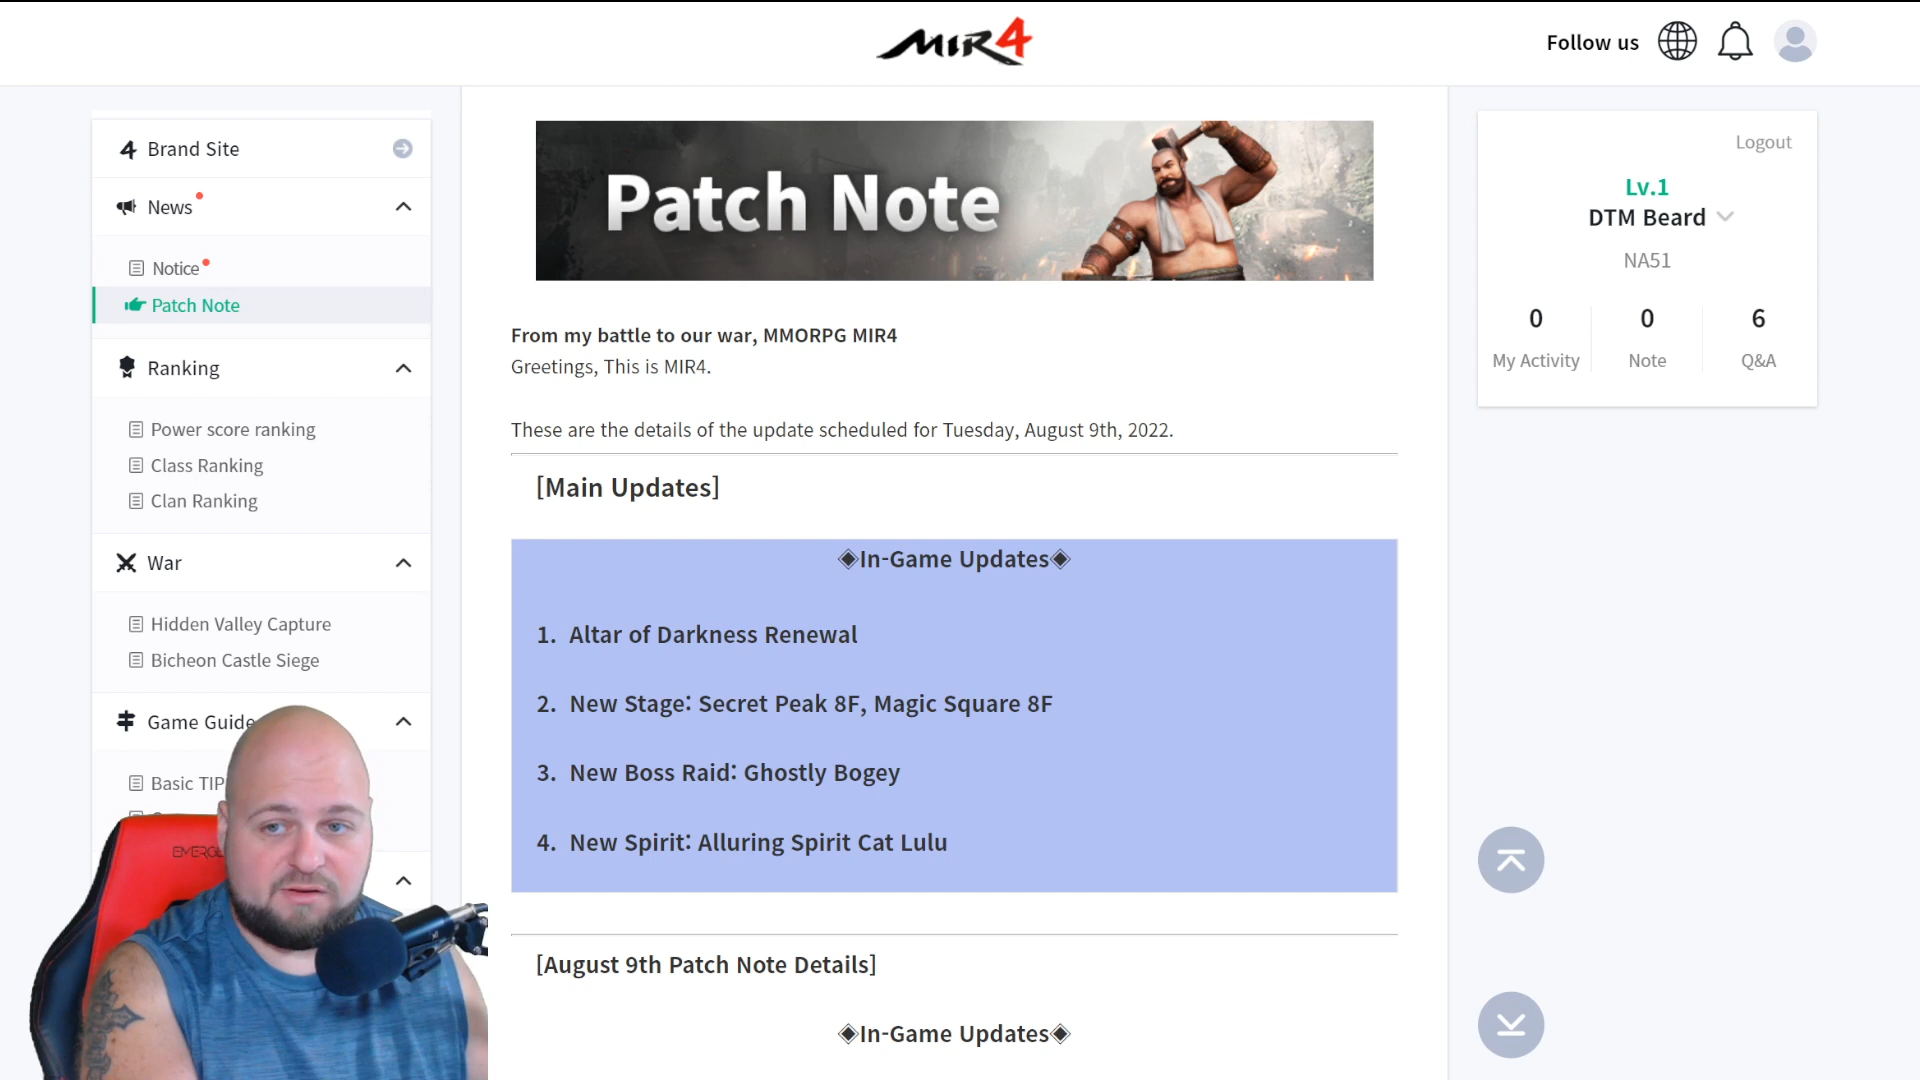 MIR4
Follow us
4 Brand Site
News
Notice
Patch Note
Ranking
Power score ranking
Class Ranking
Clan Ranking
War
Hidden Valley Capture
Bicheon Castle Siege
Game Guide
Basic TIP
Patch Note
From my battle to our war, MMORPG MIR4
Greetings, This is MIR4.
These are the details of the update scheduled for Tuesday, August 9th, 2022.
[Main Updates]
◈In-Game Updates◈
1. Altar of Darkness Renewal
2. New Stage: Secret Peak 8F, Magic Square 8F
3. New Boss Raid: Ghostly Bogey
4. New Spirit: Alluring Spirit Cat Lulu
[August 9th Patch Note Details]
◈In-Game Updates◈
Logout
Lv.1
DTM Beard
NA51
0 0 6
My Activity Note Q&A